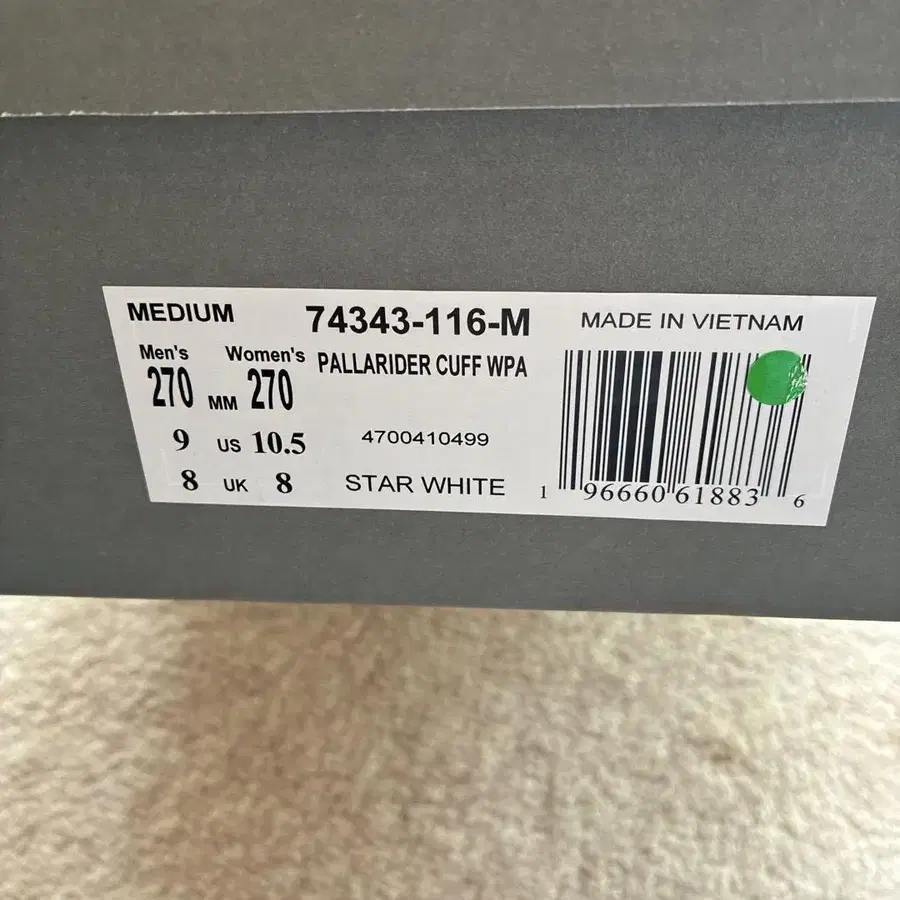 MEDIUM 74343-116-M MADE IN VIETNAM
Men's Women's PALLARIDER CUFF WPA
270 MM 270
9 US 10.5 4700410499
8 UK 8 STAR WHITE
1 96660 61883 6